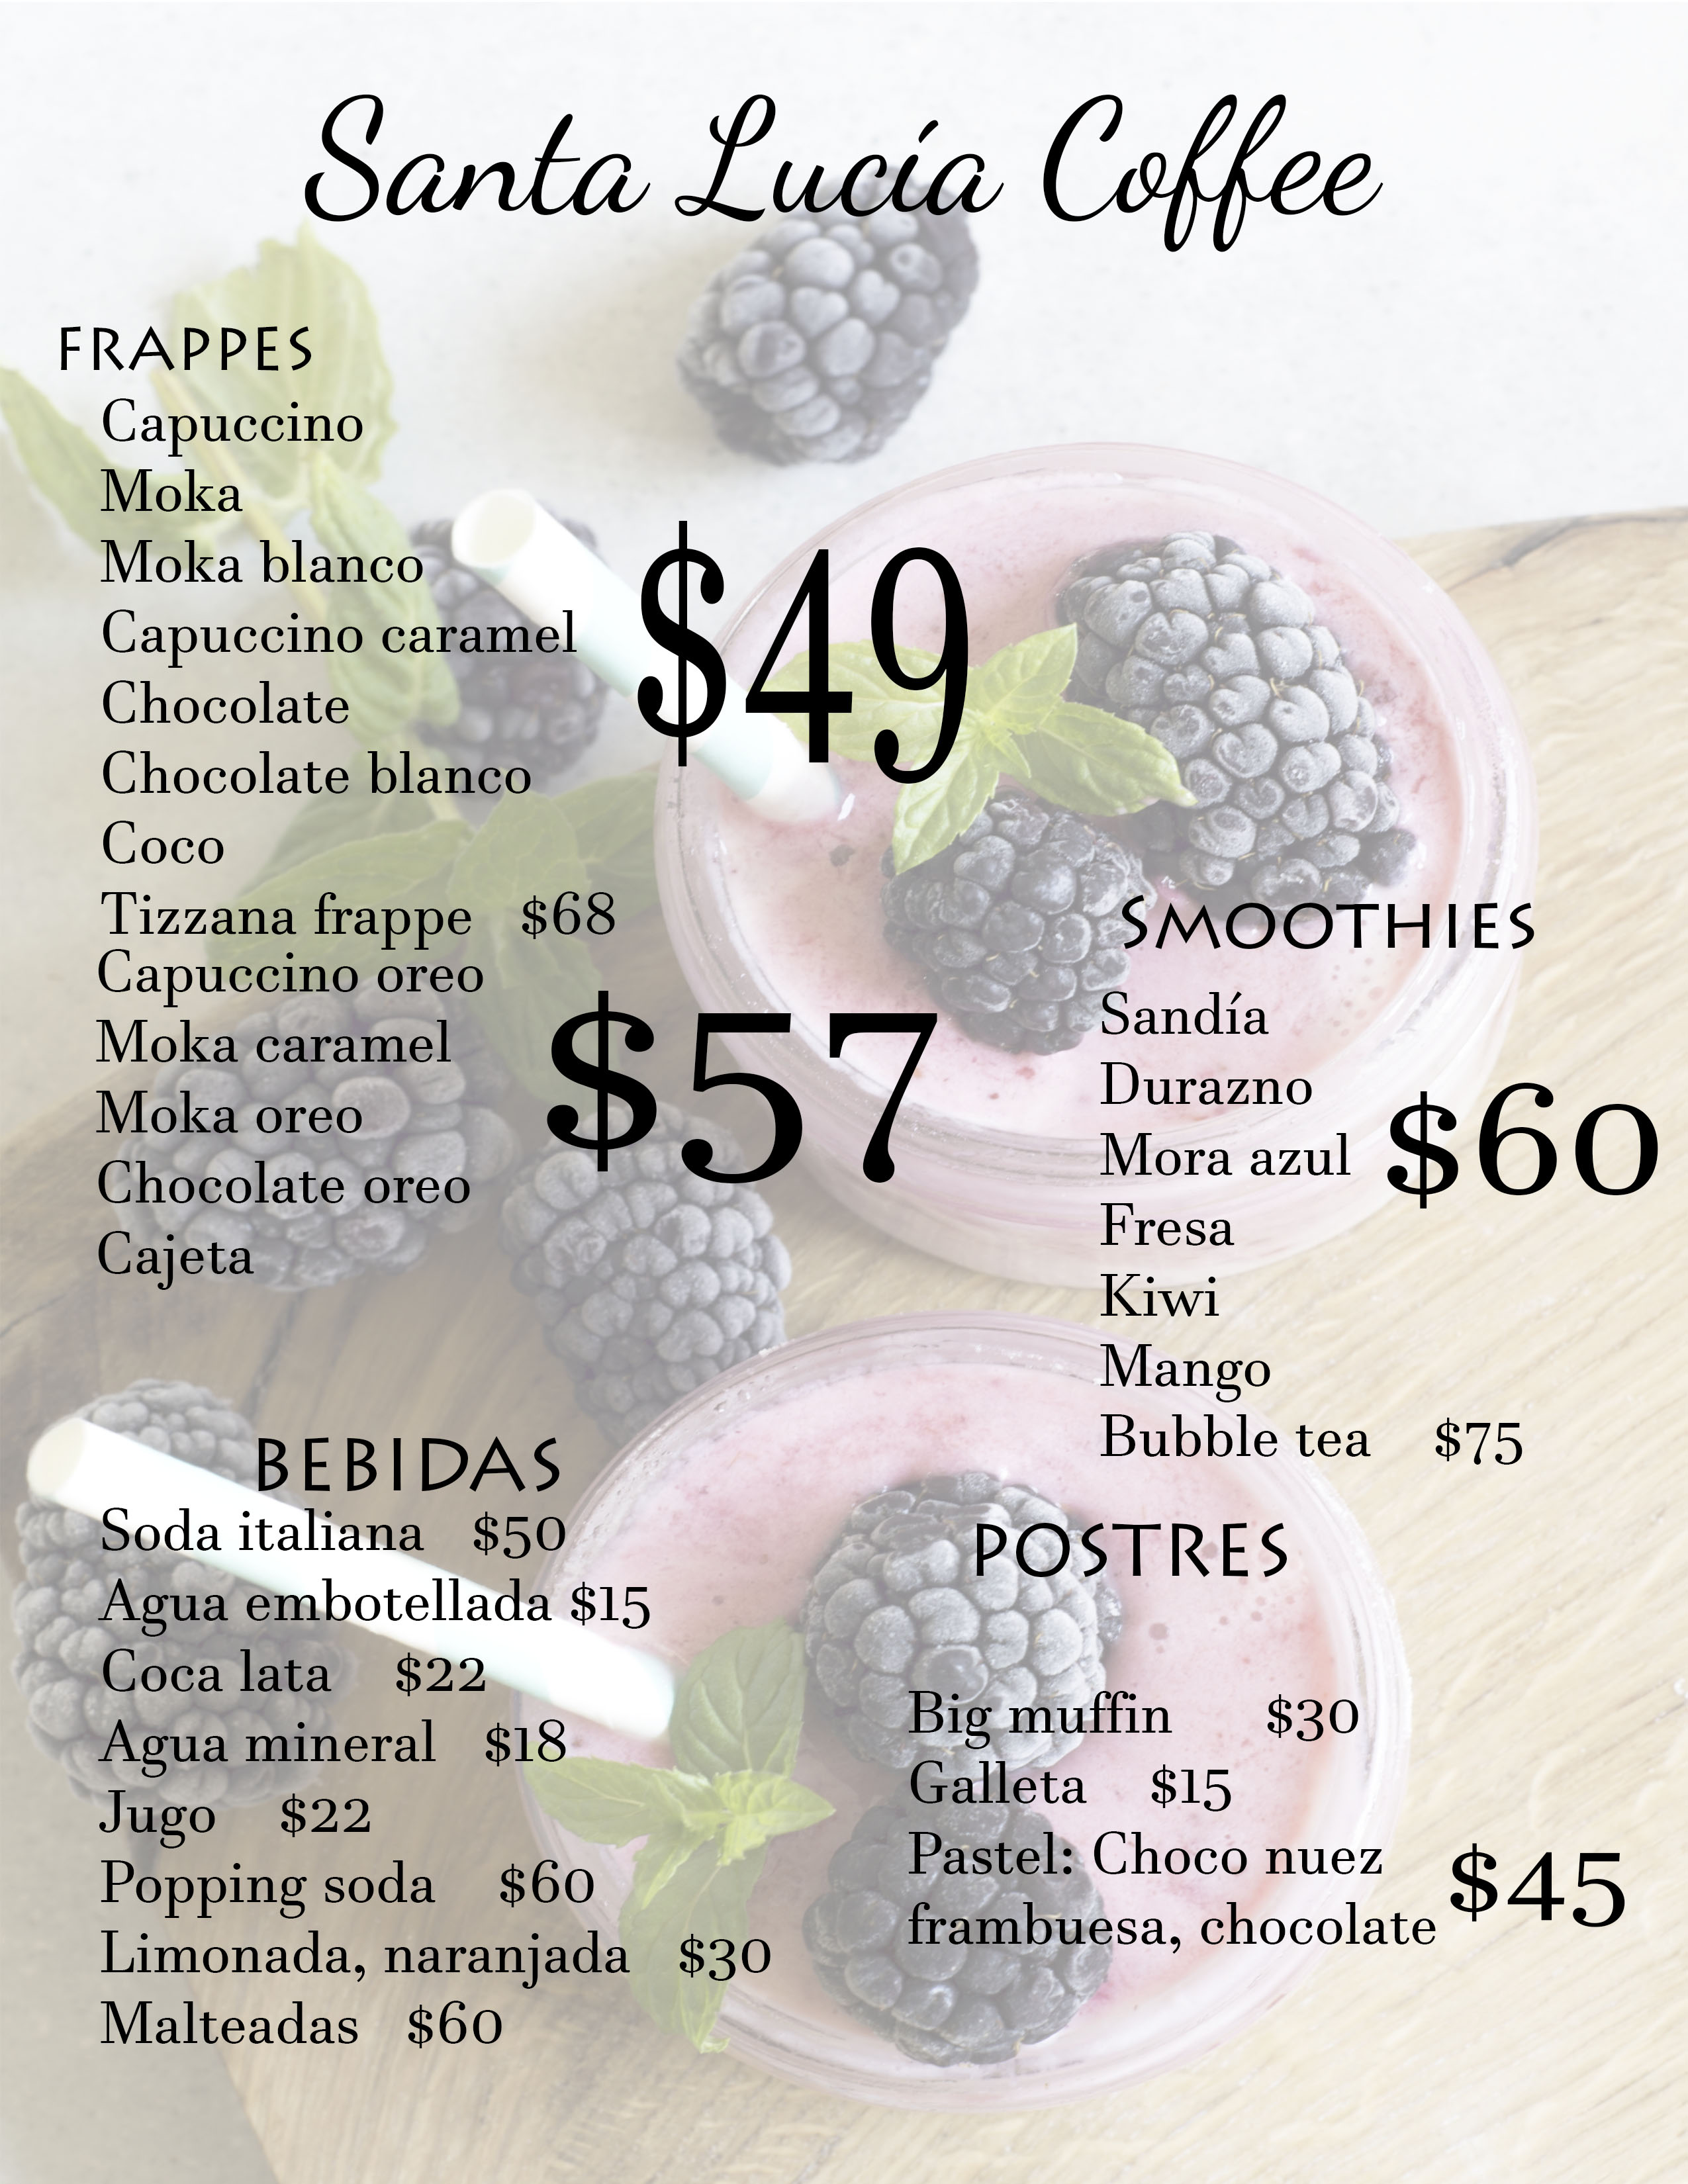 Santa Lucía Coffee
FRAPPES
Capuccino
Moka
Moka blanco
Capuccino caramel
Chocolate
Chocolate blanco
Coco
$49
Tizzana frappe $68
Capuccino oreo
Moka caramel
Moka oreo
Chocolate oreo
Cajeta
$57
SMOOTHIES
Sandía
Durazno
Mora azul
Fresa
Kiwi
Mango
$60
Bubble tea $75
BEBIDAS
Soda italiana $50
Agua embotellada $15
Coca lata $22
Agua mineral $18
Jugo $22
Popping soda $60
Limonada, naranjada $30
Malteadas $60
POSTRES
Big muffin $30
Galleta $15
Pastel: Choco nuez
frambuesa, chocolate
$45